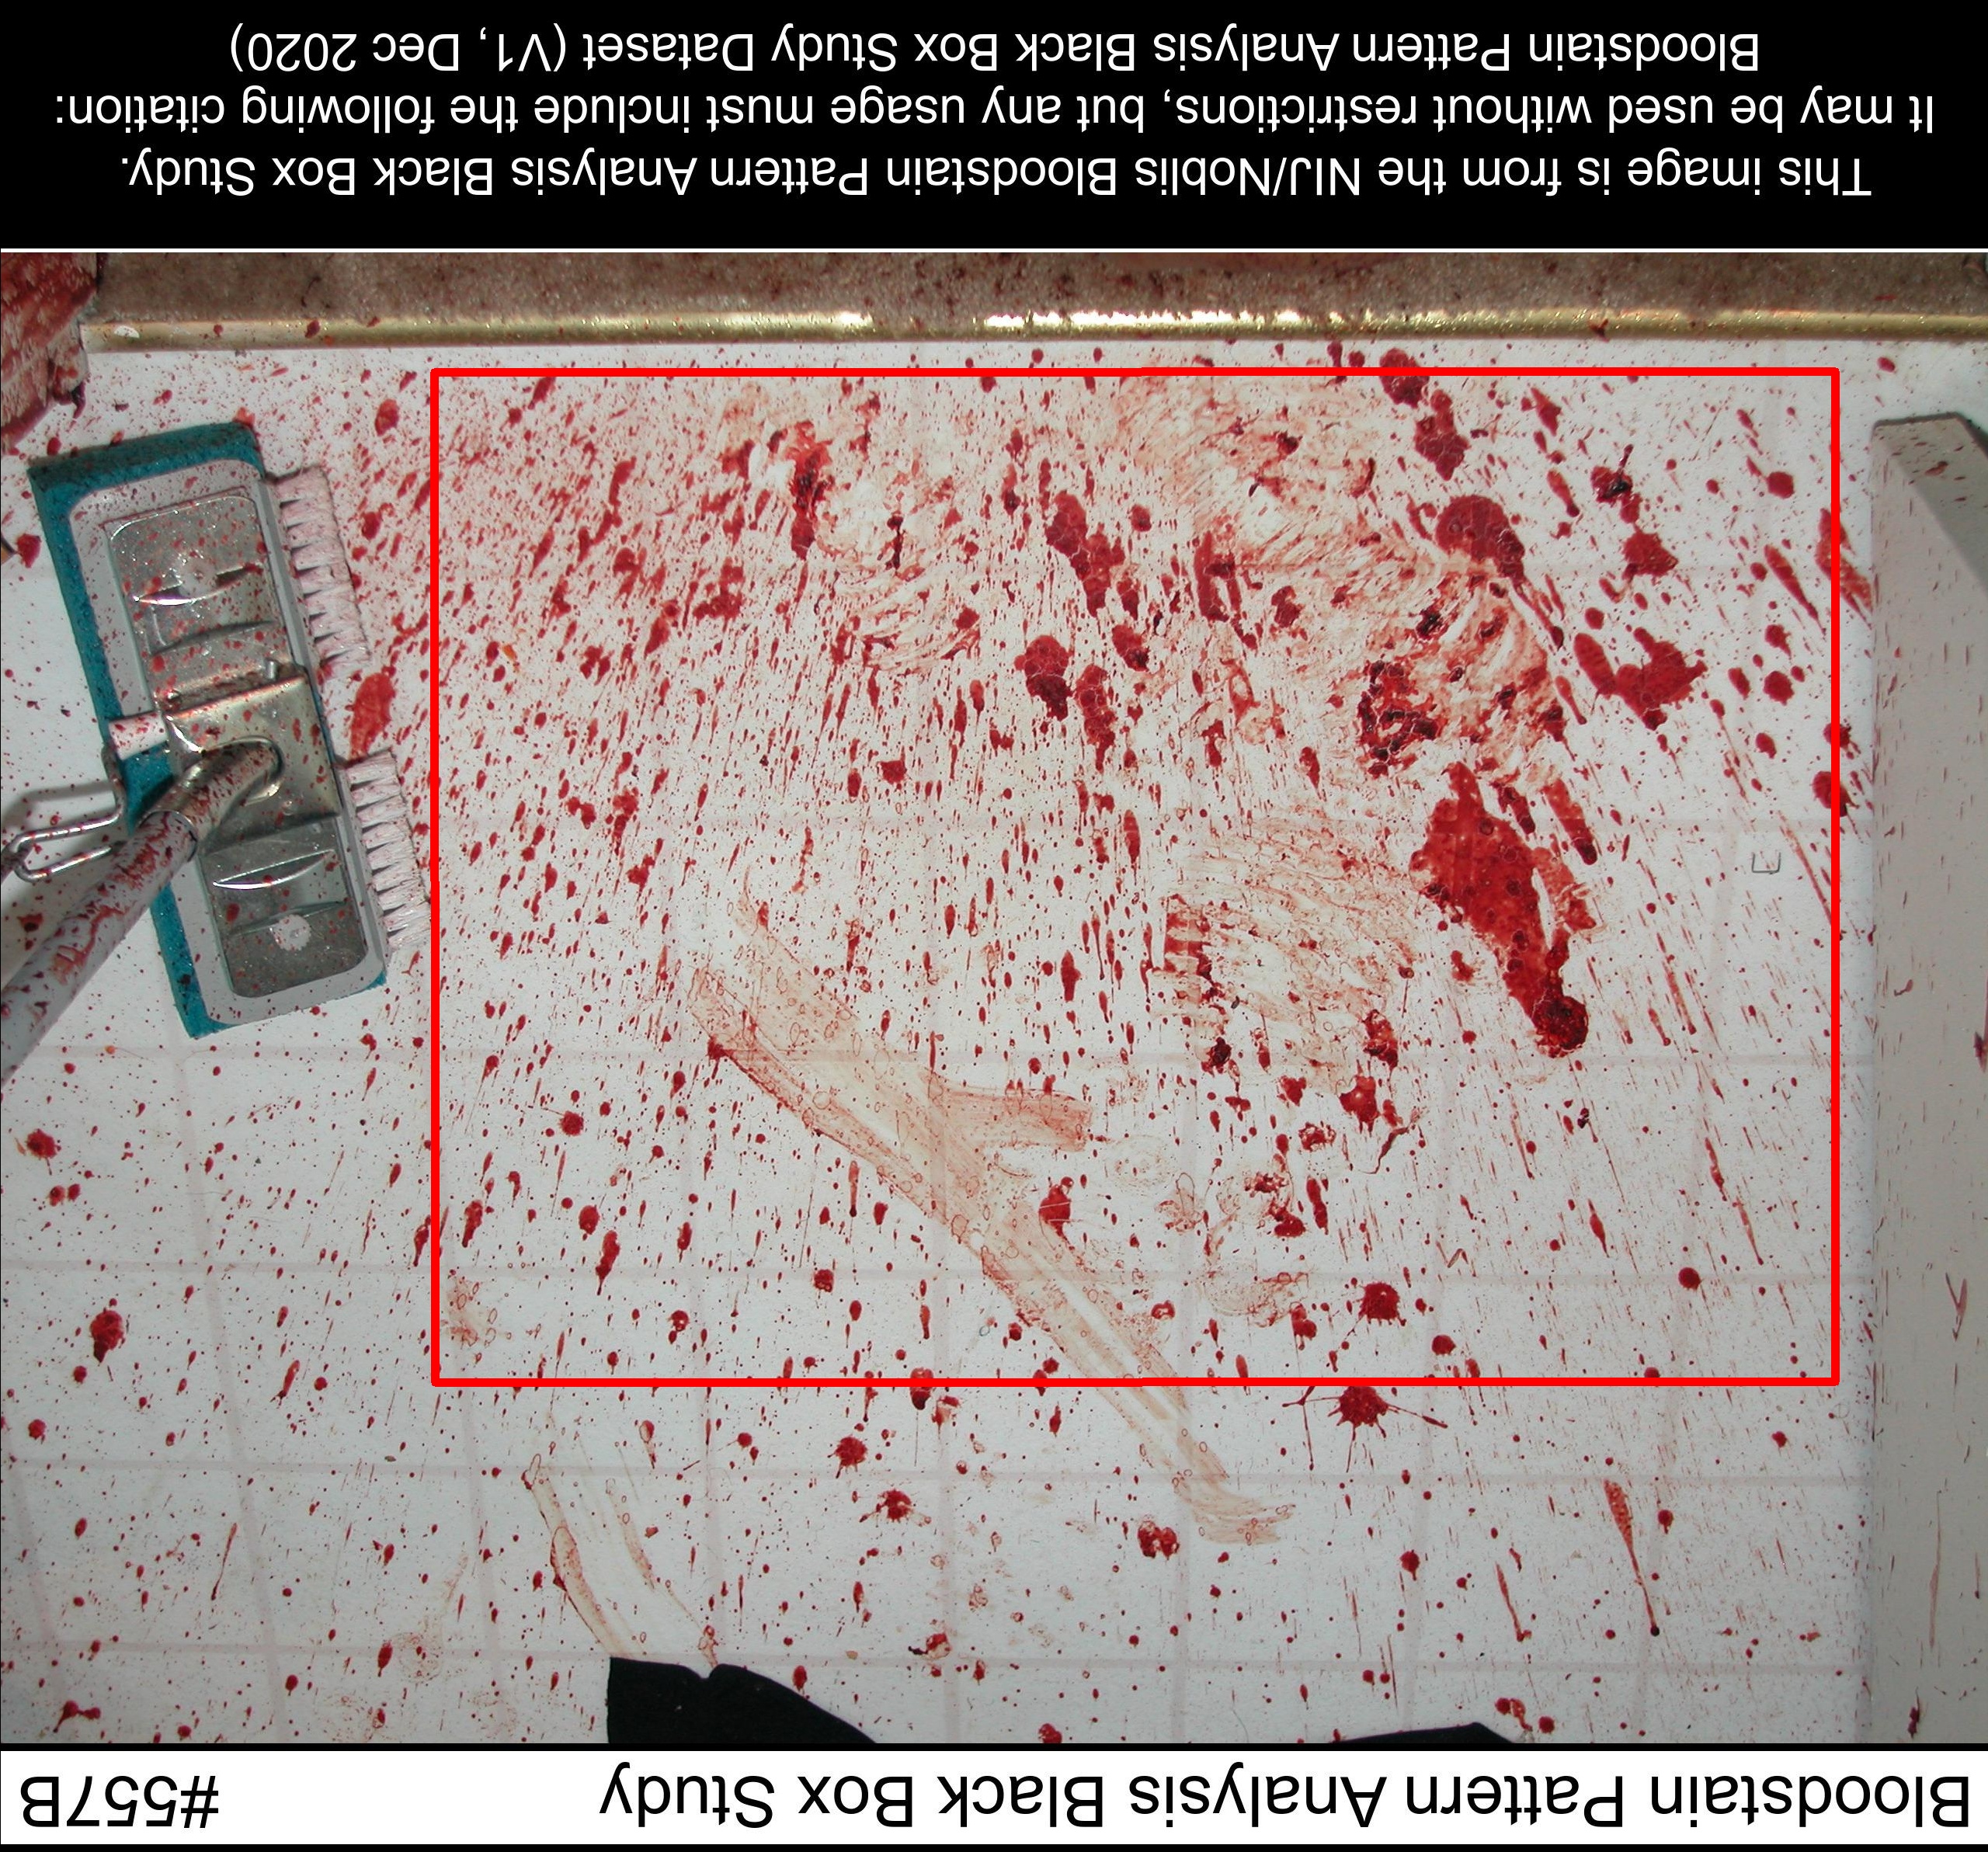 Bloodstain Pattern Analysis Black Box Study #557B
This image is from the NIJ/Noblis Bloodstain Pattern Analysis Black Box Study.
It may be used without restrictions, but any usage must include the following citation:
Bloodstain Pattern Analysis Black Box Study Dataset (V1, Dec 2020)